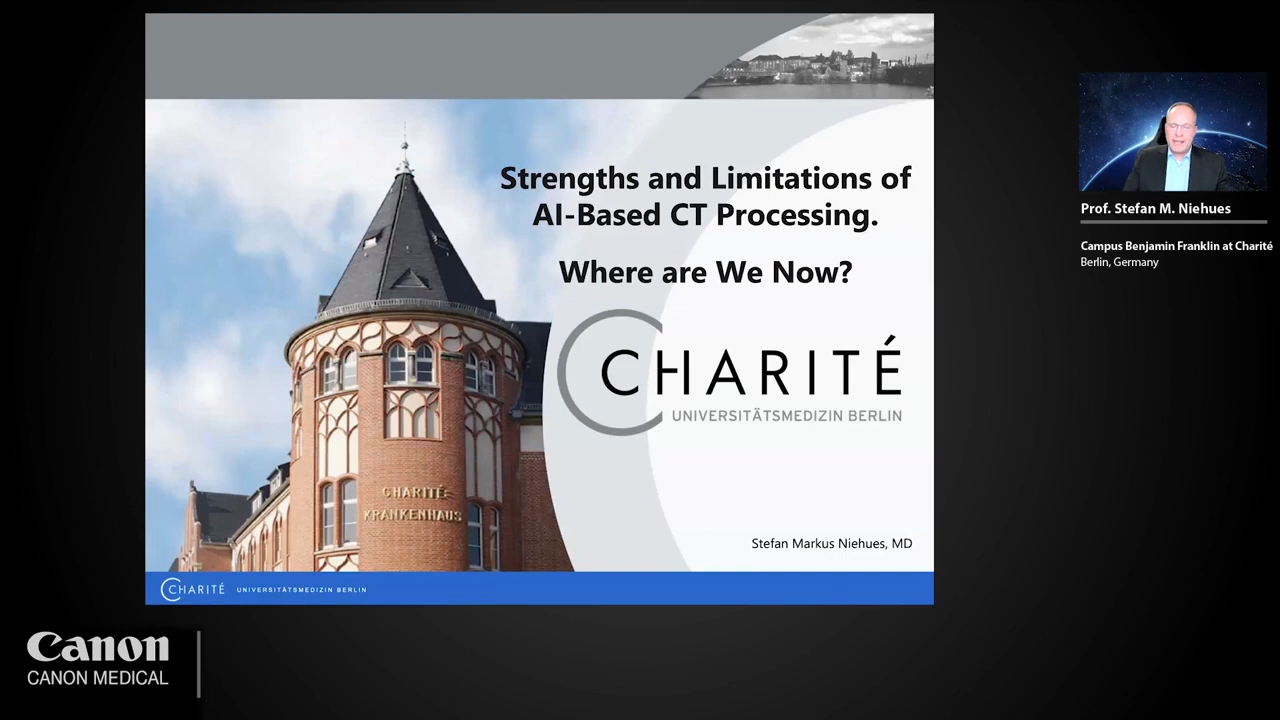 Strengths and Limitations of
AI-Based CT Processing.
Where are We Now?
CHARITÉ
UNIVERSITÄTSMEDIZIN BERLIN
CHARITÉ-
KRANKENHAUS
Stefan Markus Niehues, MD
CHARITÉ UNIVERSITÄTSMEDIZIN BERLIN
Prof. Stefan M. Niehues
Campus Benjamin Franklin at Charité
Berlin, Germany
Canon
CANON MEDICAL